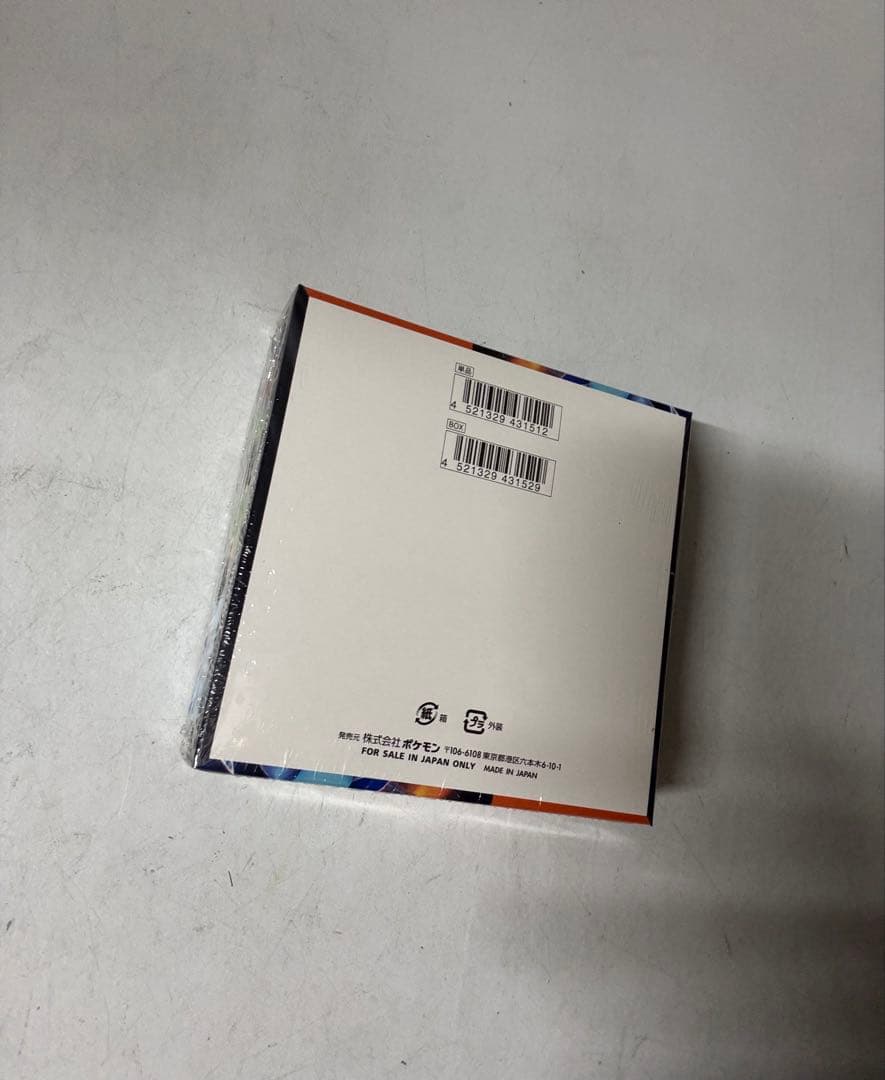 単品
4 521329 431512
BOX
4 521329 431529
紙 箱 プラ 外装
発売元 株式会社 ポケモン 〒106-6108 東京都港区六本木6-10-1
FOR SALE IN JAPAN ONLY MADE IN JAPAN